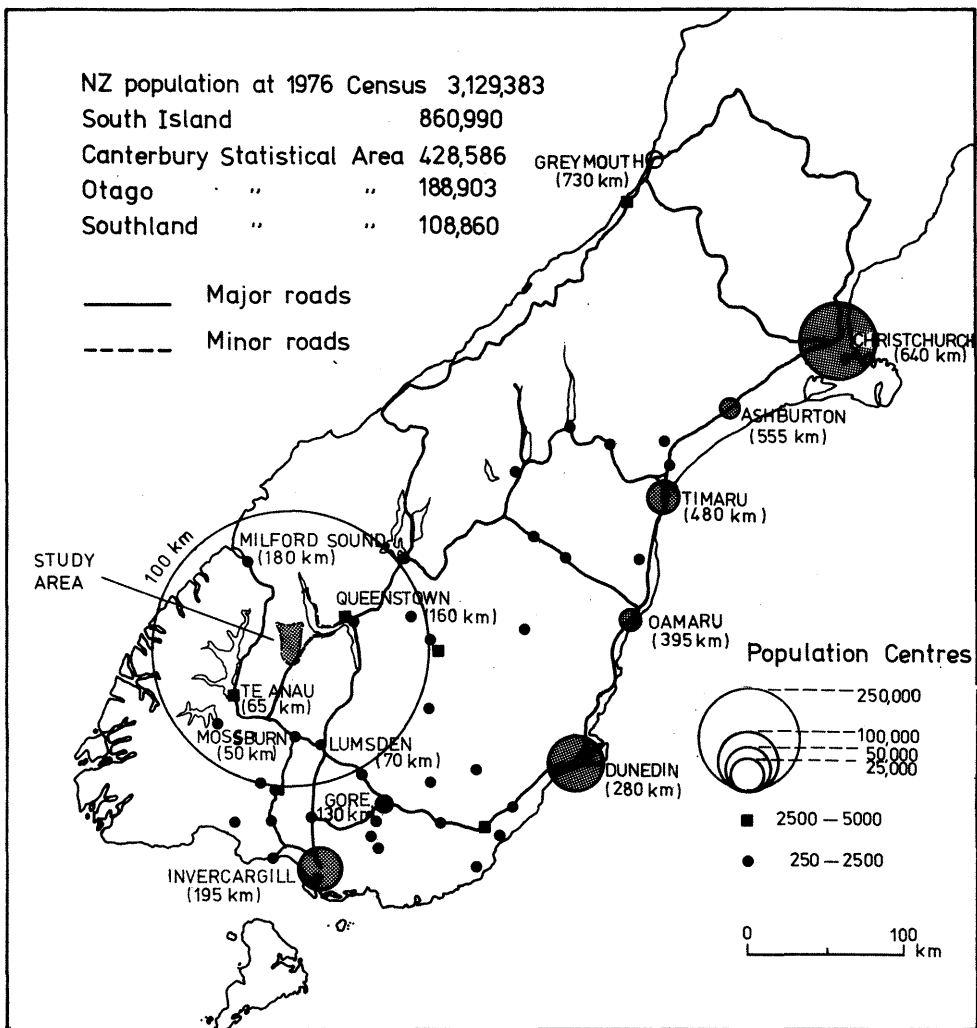 NZ population at 1976 Census 3,129,383
South Island 860,990
Canterbury Statistical Area 428,586
Otago " " 188,903
Southland " " 108,860
Major roads
Minor roads
GREYMOUTH
(730 km)
CHRISTCHURCH
(640 km)
ASHBURTON
(555 km)
TIMARU
(480 km)
100 km
MILFORD SOUND
(180 km)
STUDY
AREA
QUEENSTOWN
(160 km)
OAMARU
(395 km)
TE ANAU
(65 km)
MOSSBURN
(50 km)
LUMSDEN
(70 km)
GORE
130 km)
DUNEDIN
(280 km)
INVERCARGILL
(195 km)
Population Centres
250,000
100,000
50,000
25,000
2500 — 5000
250 — 2500
0 100
km